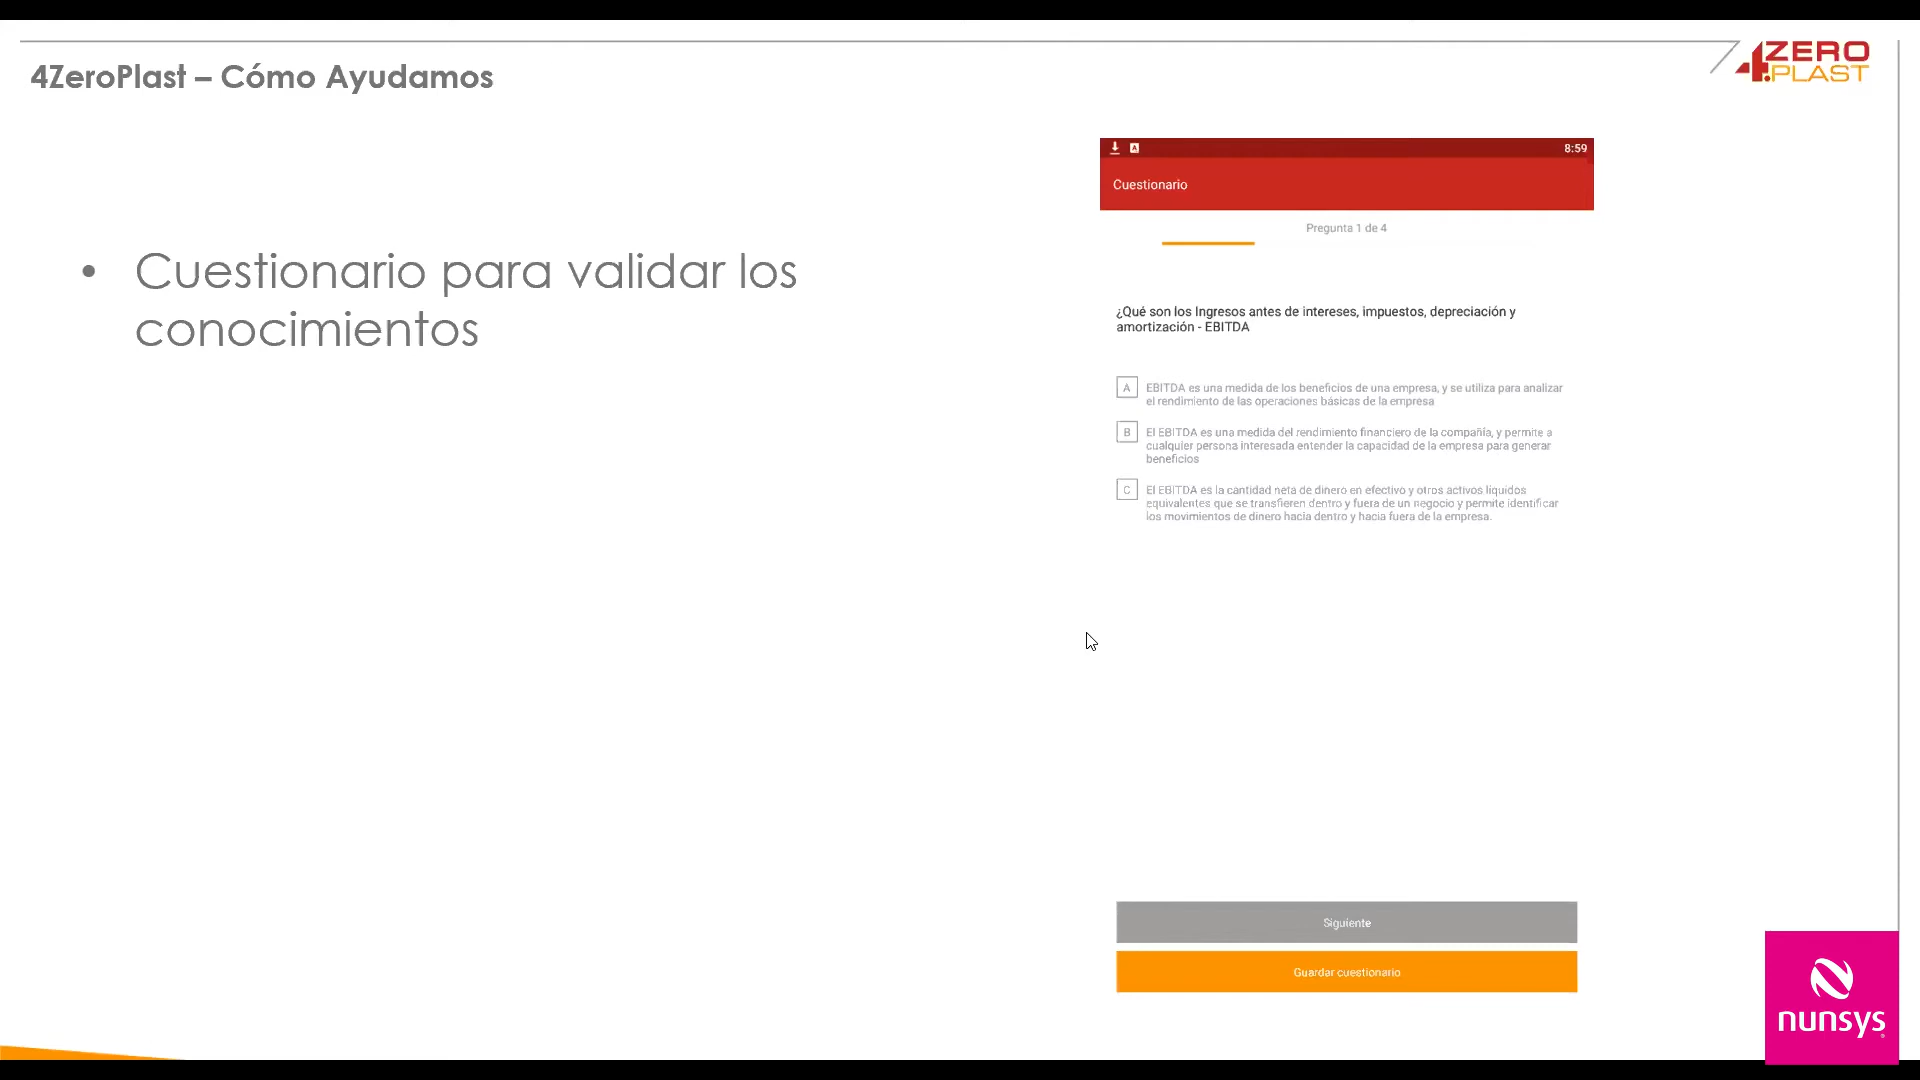 4ZeroPlast – Cómo Ayudamos
4ZERO
PLAST
• Cuestionario para validar los
conocimientos
A
8:59
Cuestionario
Pregunta 1 de 4
¿Qué son los Ingresos antes de intereses, impuestos, depreciación y
amortización - EBITDA
A EBITDA es una medida de los beneficios de una empresa, y se utiliza para analizar
el rendimiento de las operaciones básicas de la empresa
B El EBITDA es una medida del rendimiento financiero de la compañía, y permite a
cualquier persona interesada entender la capacidad de la empresa para generar
beneficios
C El EBITDA es la cantidad neta de dinero en efectivo y otros activos líquidos
equivalentes que se transfieren dentro y fuera de un negocio y permite identificar
los movimientos de dinero hacia dentro y hacia fuera de la empresa.
Siguiente
Guardar cuestionario
nunsys